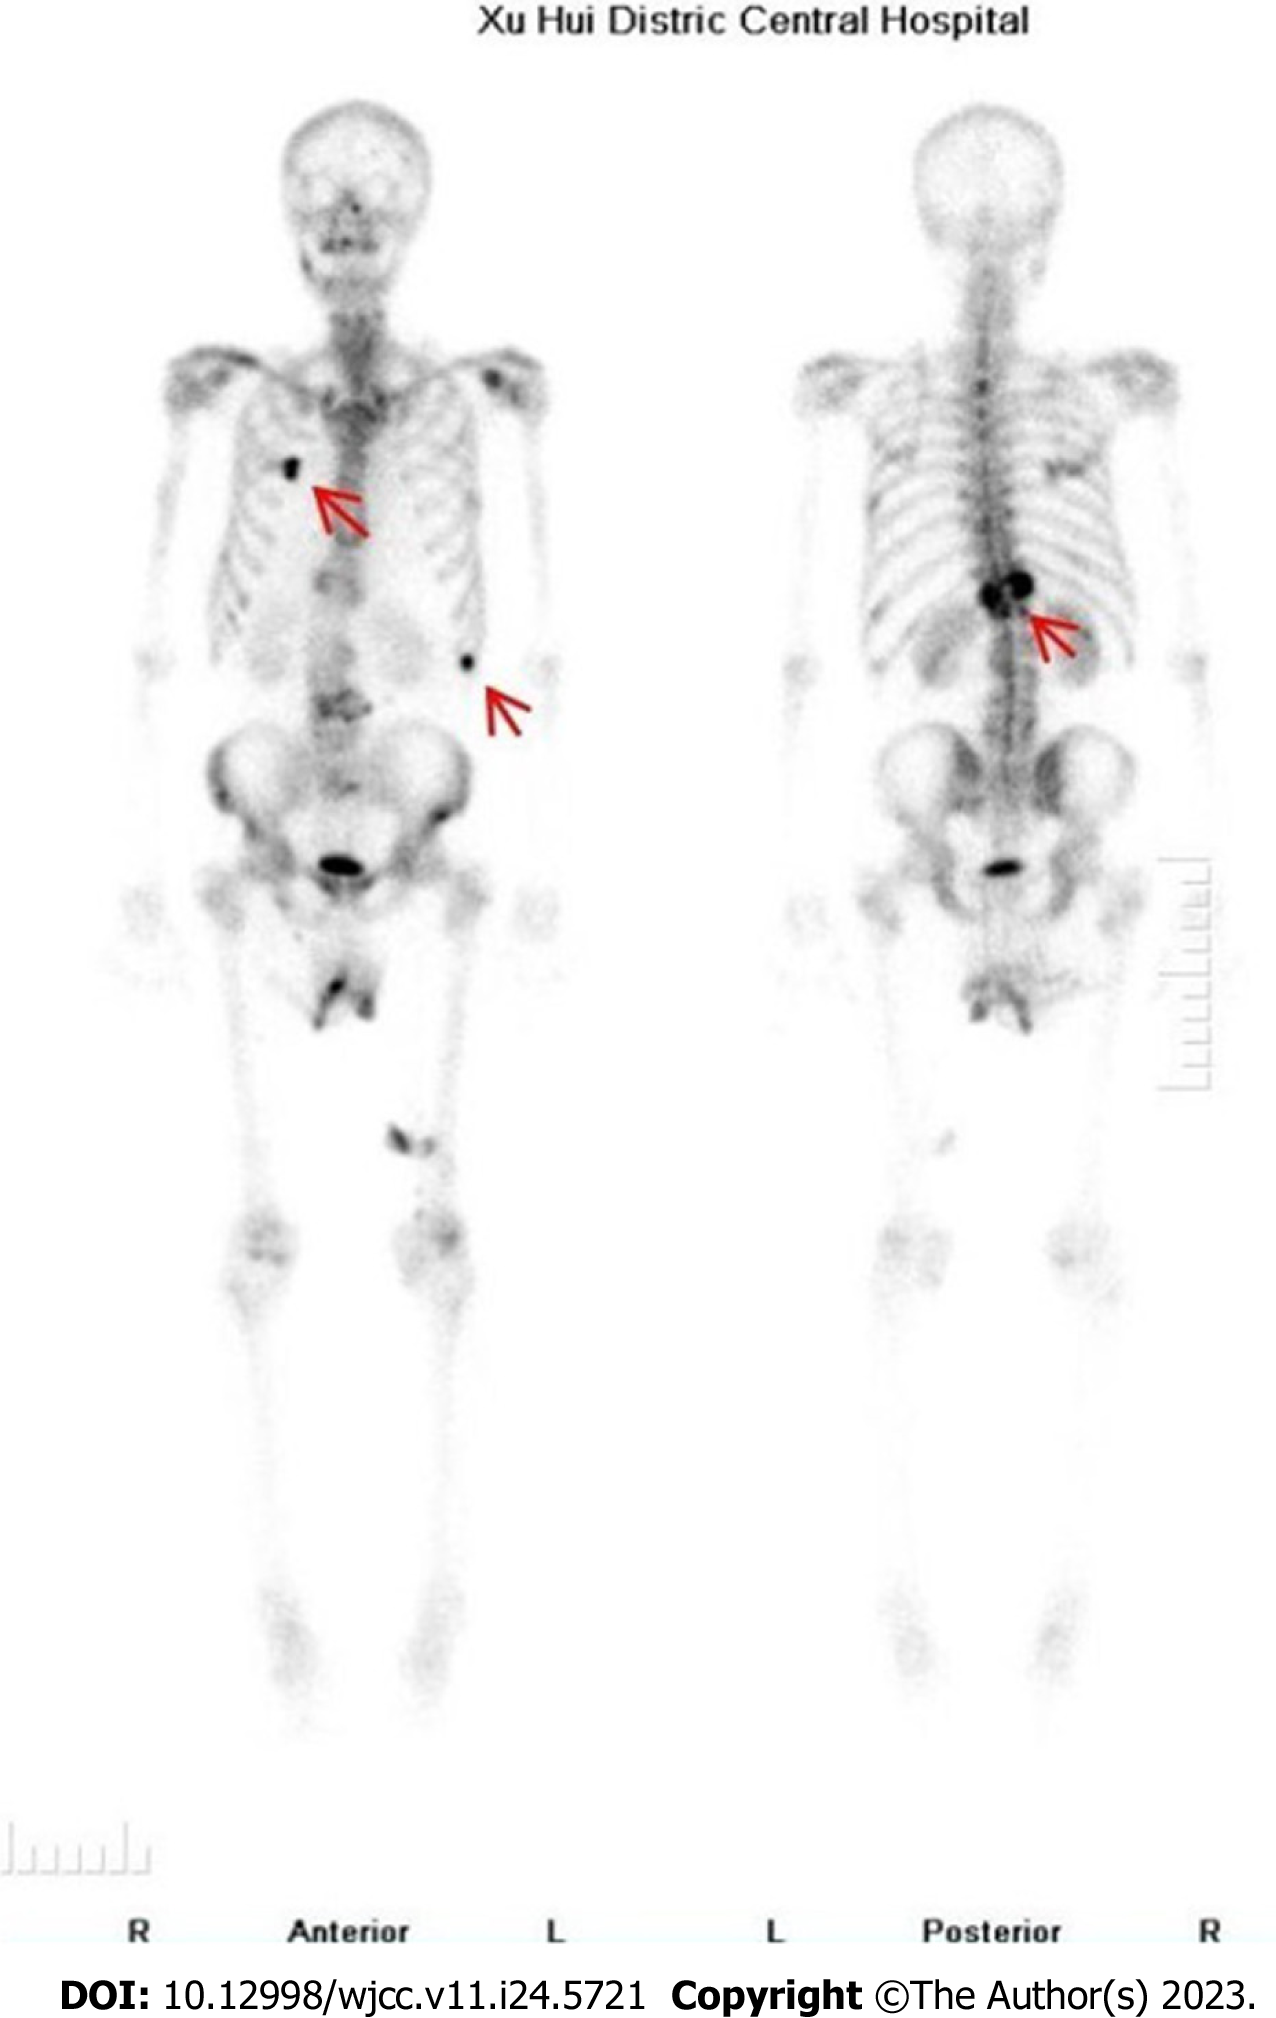 Xu Hui Distric Central Hospital
R Anterior L L Posterior R
DOI: 10.12998/wjcc.v11.i24.5721 Copyright ©The Author(s) 2023.